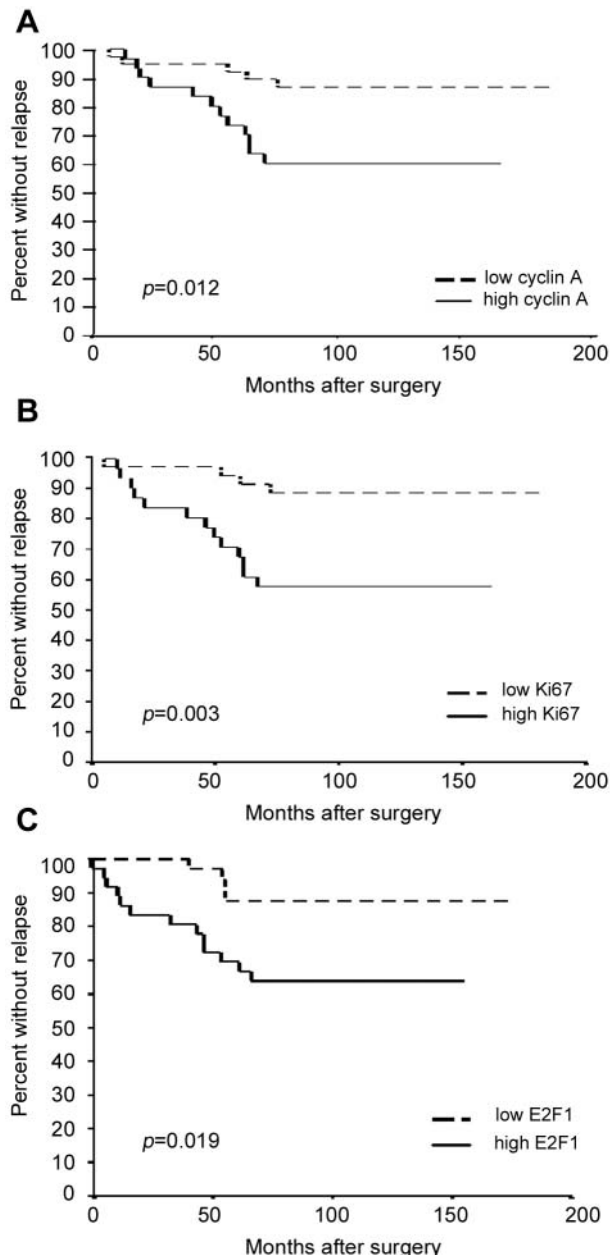 A
Percent without relapse
100
90
80
70
60
50
40
30
20
10
0
p=0.012
low cyclin A
high cyclin A
0 50 100 150 200
Months after surgery
B
Percent without relapse
100
90
80
70
60
50
40
30
20
10
0
p=0.003
low Ki67
high Ki67
0 50 100 150 200
Months after surgery
C
Percent without relapse
100
90
80
70
60
50
40
30
20
10
0
p=0.019
low E2F1
high E2F1
0 50 100 150 200
Months after surgery